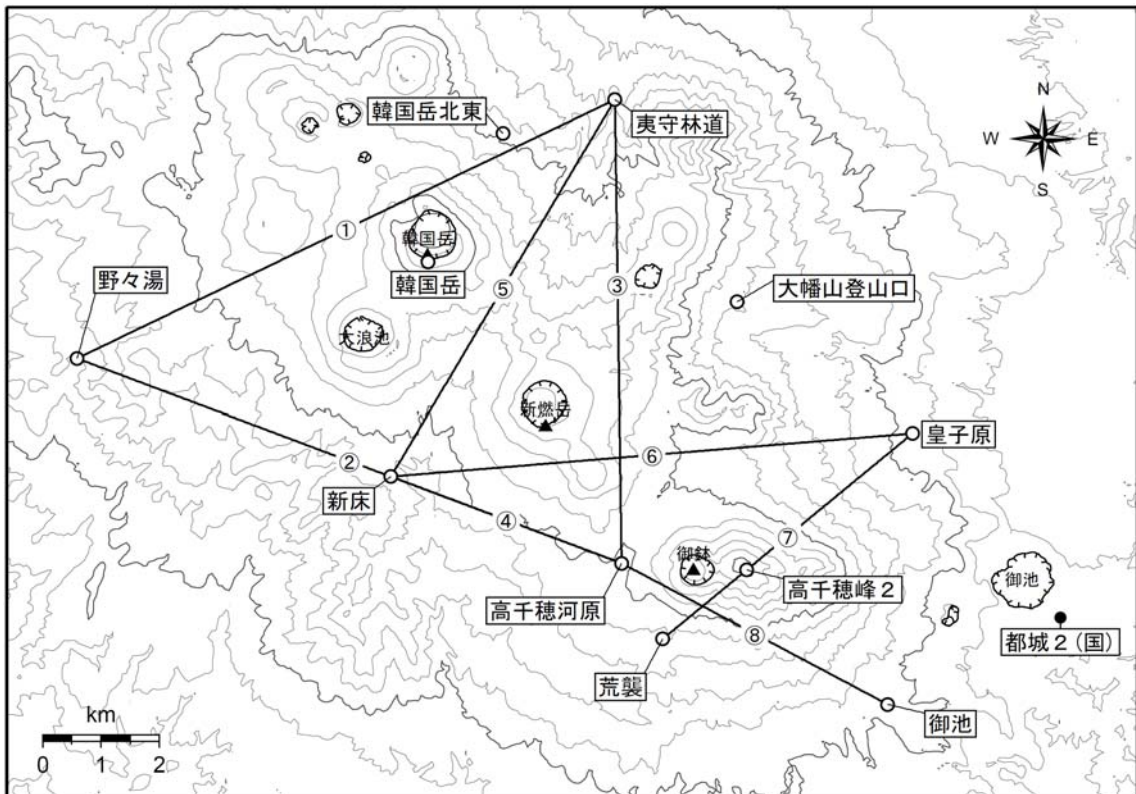 韓国岳北東
夷守林道
N
W
E
S
①
韓国岳
韓国岳
⑤
③
野々湯
大幡山登山口
大浪池
新燃岳
皇子原
②
⑥
新床
④
⑦
御鉢
御池
高千穂河原
高千穂峰2
⑧
都城2(国)
荒襲
御池
km
0 1 2